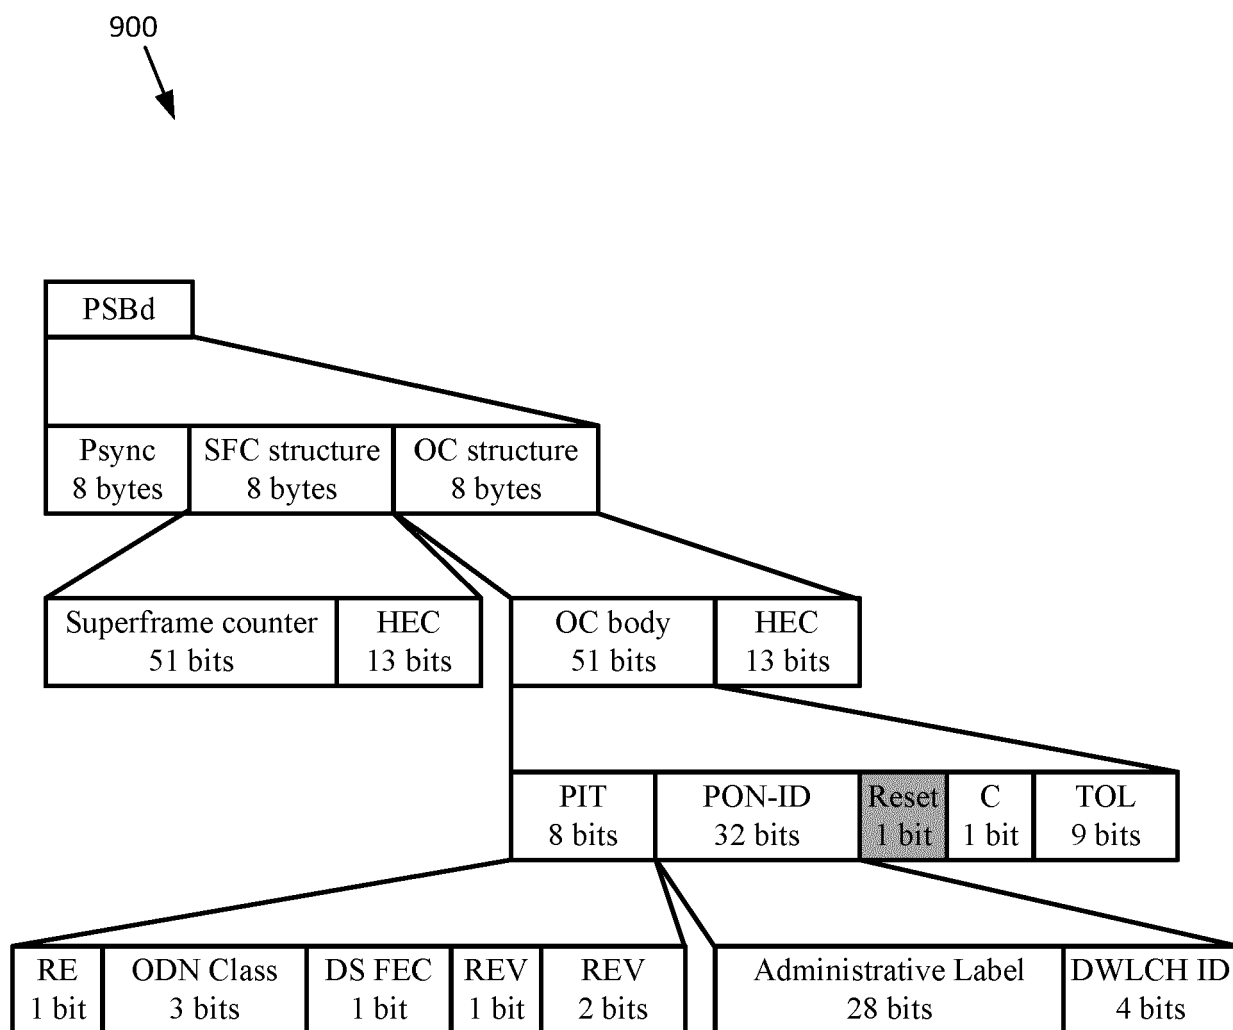 900
PSBd
Psync SFC structure OC structure
8 bytes 8 bytes 8 bytes
Superframe counter HEC OC body HEC
51 bits 13 bits 51 bits 13 bits
PIT PON-ID Reset C TOL
8 bits 32 bits 1 bit 1 bit 9 bits
RE ODN Class DS FEC REV REV Administrative Label DWLCH ID
1 bit 3 bits 1 bit 1 bit 2 bits 28 bits 4 bits